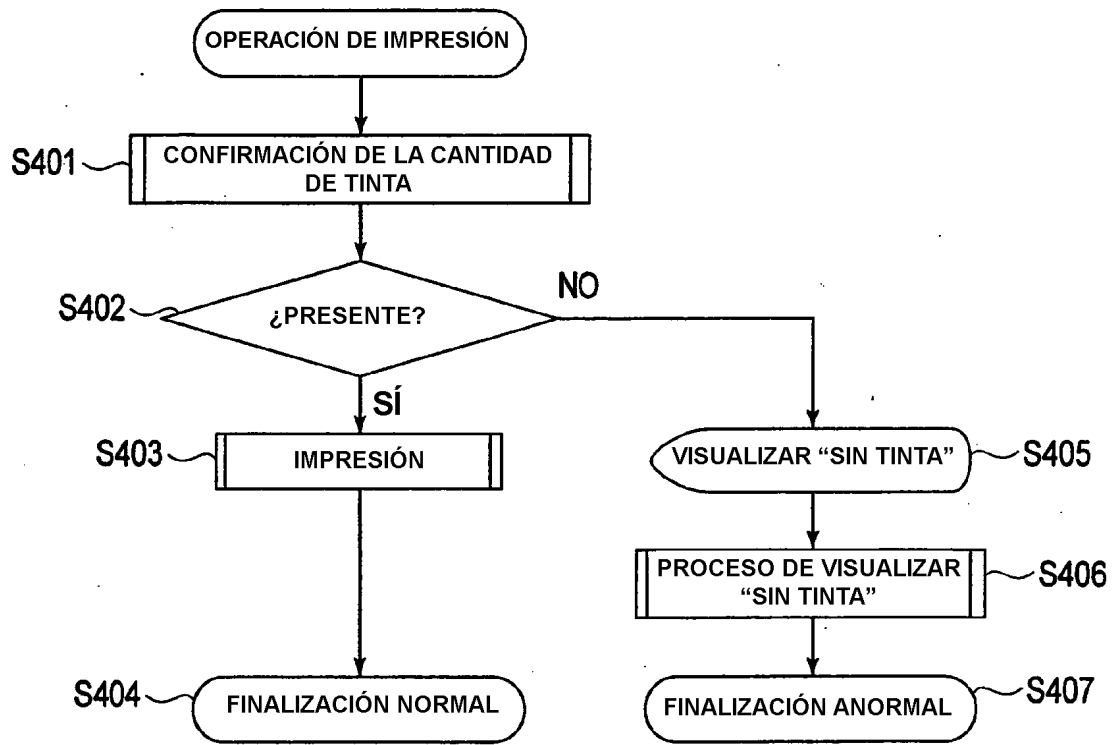 OPERACIÓN DE IMPRESIÓN
S401
CONFIRMACIÓN DE LA CANTIDAD
DE TINTA
S402
¿PRESENTE?
NO
SÍ
S403
IMPRESIÓN
VISUALIZAR “SIN TINTA”
S405
PROCESO DE VISUALIZAR
“SIN TINTA”
S406
S404
FINALIZACIÓN NORMAL
FINALIZACIÓN ANORMAL
S407